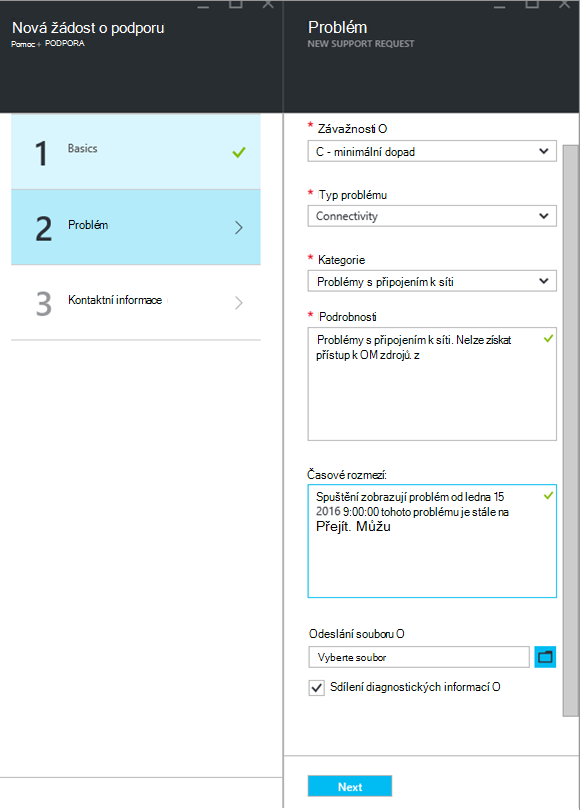 Nová žádost o podporu
Pomoc + PODPORA
1 Basics
2 Problém
3 Kontaktní informace
Problém
NEW SUPPORT REQUEST
* Závažnosti O
C - minimální dopad
* Typ problému
Connectivity
* Kategorie
Problémy s připojením k síti
* Podrobnosti
Problémy s připojením k síti. Nelze získat
přístup k OM zdrojů. z
Časové rozmezí:
Spuštění zobrazují problém od ledna 15
2016 9:00:00 tohoto problému je stále na
Přejít. Můžu
Odeslání souboru O
Vyberte soubor
Sdílení diagnostických informací O
Next